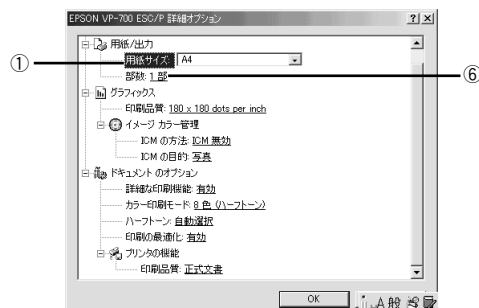 EPSON VP-700 ESC/P 詳細オプション
用紙/出力
① 用紙サイズ: A4
部数: 1 部 ⑥
グラフィックス
印刷品質: 180 x 180 dots per inch
イメージ カラー管理
ICM の方法: ICM 無効
ICM の目的: 写真
ドキュメント のオプション
詳細な印刷機能: 有効
カラー印刷モード: 8 色 (ハーフトーン)
ハーフトーン: 自動選択
印刷の最適化: 有効
プリンタの機能
印刷品質: 正式文書
OK
A 般